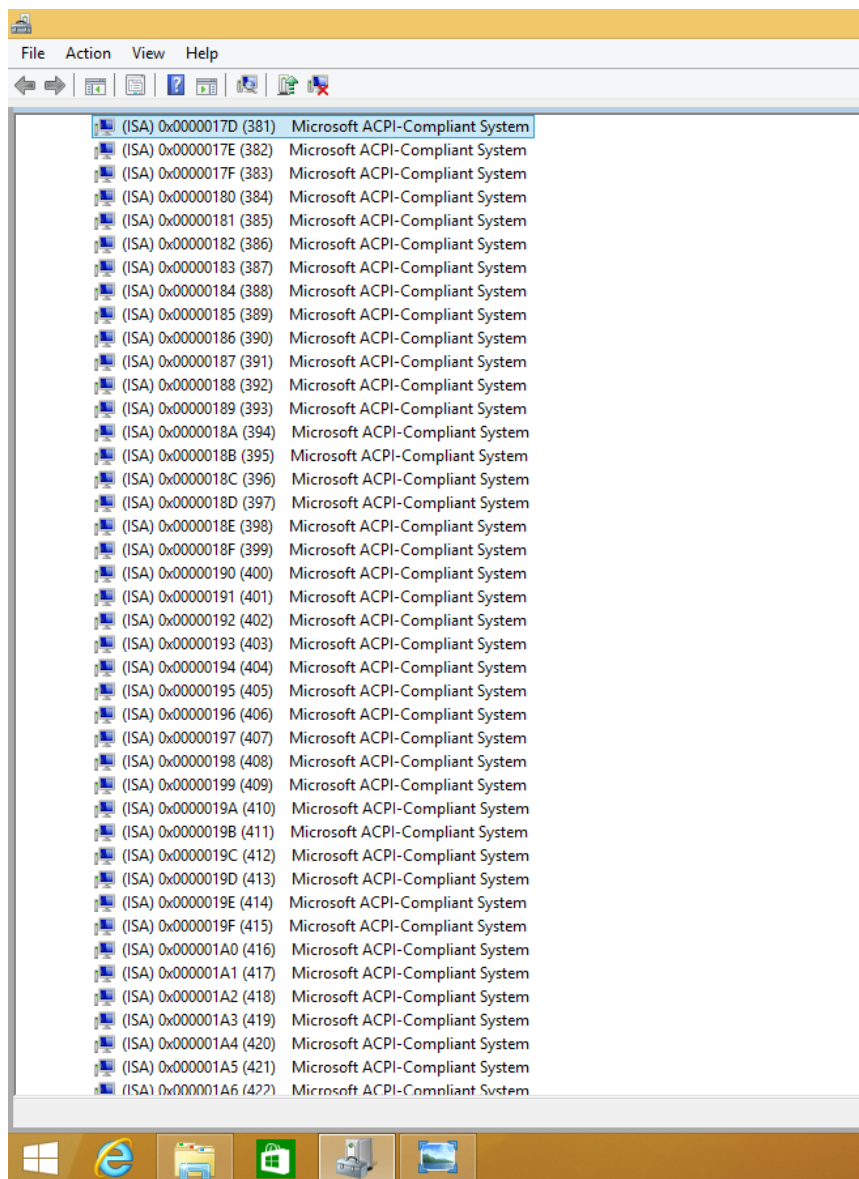 File Action View Help
(ISA) 0x0000017D (381) Microsoft ACPI-Compliant System
(ISA) 0x0000017E (382) Microsoft ACPI-Compliant System
(ISA) 0x0000017F (383) Microsoft ACPI-Compliant System
(ISA) 0x00000180 (384) Microsoft ACPI-Compliant System
(ISA) 0x00000181 (385) Microsoft ACPI-Compliant System
(ISA) 0x00000182 (386) Microsoft ACPI-Compliant System
(ISA) 0x00000183 (387) Microsoft ACPI-Compliant System
(ISA) 0x00000184 (388) Microsoft ACPI-Compliant System
(ISA) 0x00000185 (389) Microsoft ACPI-Compliant System
(ISA) 0x00000186 (390) Microsoft ACPI-Compliant System
(ISA) 0x00000187 (391) Microsoft ACPI-Compliant System
(ISA) 0x00000188 (392) Microsoft ACPI-Compliant System
(ISA) 0x00000189 (393) Microsoft ACPI-Compliant System
(ISA) 0x0000018A (394) Microsoft ACPI-Compliant System
(ISA) 0x0000018B (395) Microsoft ACPI-Compliant System
(ISA) 0x0000018C (396) Microsoft ACPI-Compliant System
(ISA) 0x0000018D (397) Microsoft ACPI-Compliant System
(ISA) 0x0000018E (398) Microsoft ACPI-Compliant System
(ISA) 0x0000018F (399) Microsoft ACPI-Compliant System
(ISA) 0x00000190 (400) Microsoft ACPI-Compliant System
(ISA) 0x00000191 (401) Microsoft ACPI-Compliant System
(ISA) 0x00000192 (402) Microsoft ACPI-Compliant System
(ISA) 0x00000193 (403) Microsoft ACPI-Compliant System
(ISA) 0x00000194 (404) Microsoft ACPI-Compliant System
(ISA) 0x00000195 (405) Microsoft ACPI-Compliant System
(ISA) 0x00000196 (406) Microsoft ACPI-Compliant System
(ISA) 0x00000197 (407) Microsoft ACPI-Compliant System
(ISA) 0x00000198 (408) Microsoft ACPI-Compliant System
(ISA) 0x00000199 (409) Microsoft ACPI-Compliant System
(ISA) 0x0000019A (410) Microsoft ACPI-Compliant System
(ISA) 0x0000019B (411) Microsoft ACPI-Compliant System
(ISA) 0x0000019C (412) Microsoft ACPI-Compliant System
(ISA) 0x0000019D (413) Microsoft ACPI-Compliant System
(ISA) 0x0000019E (414) Microsoft ACPI-Compliant System
(ISA) 0x0000019F (415) Microsoft ACPI-Compliant System
(ISA) 0x000001A0 (416) Microsoft ACPI-Compliant System
(ISA) 0x000001A1 (417) Microsoft ACPI-Compliant System
(ISA) 0x000001A2 (418) Microsoft ACPI-Compliant System
(ISA) 0x000001A3 (419) Microsoft ACPI-Compliant System
(ISA) 0x000001A4 (420) Microsoft ACPI-Compliant System
(ISA) 0x000001A5 (421) Microsoft ACPI-Compliant System
(ISA) 0x000001A6 (422) Microsoft ACPI-Compliant System